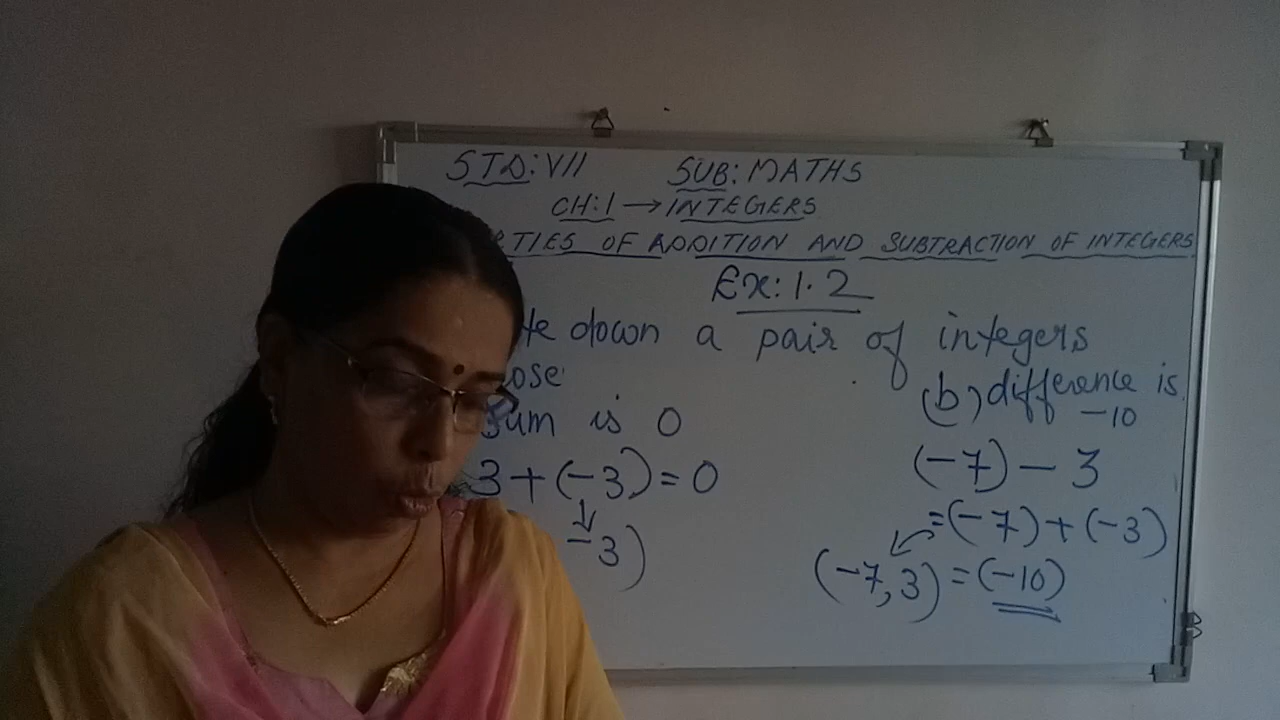 STD: VII SUB: MATHS
CH: 1 → INTEGERS
RTIES OF ADDITION AND SUBTRACTION OF INTEGERS
Ex: 1.2
te down a pair of integers
ose
(b) difference is
-10
sum is 0
3 + (-3) = 0
-3)
(-7) - 3
= (-7) + (-3)
(-7, 3) = (-10)